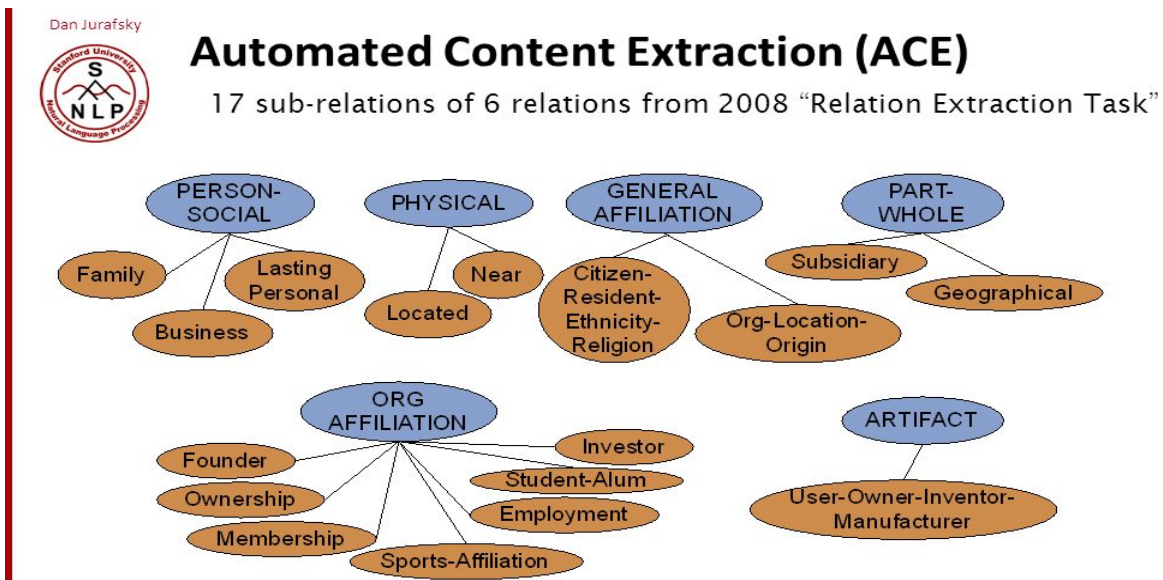 Dan Jurafsky
Stanford University
S
NLP
Natural Language Processing
Automated Content Extraction (ACE)
17 sub-relations of 6 relations from 2008 “Relation Extraction Task”
PERSON-
SOCIAL
PHYSICAL
GENERAL
AFFILIATION
PART-
WHOLE
Family
Lasting
Personal
Business
Near
Located
Citizen-
Resident-
Ethnicity-
Religion
Org-Location-
Origin
Subsidiary
Geographical
ORG
AFFILIATION
ARTIFACT
Founder
Ownership
Membership
Sports-Affiliation
Investor
Student-Alum
Employment
User-Owner-Inventor-
Manufacturer